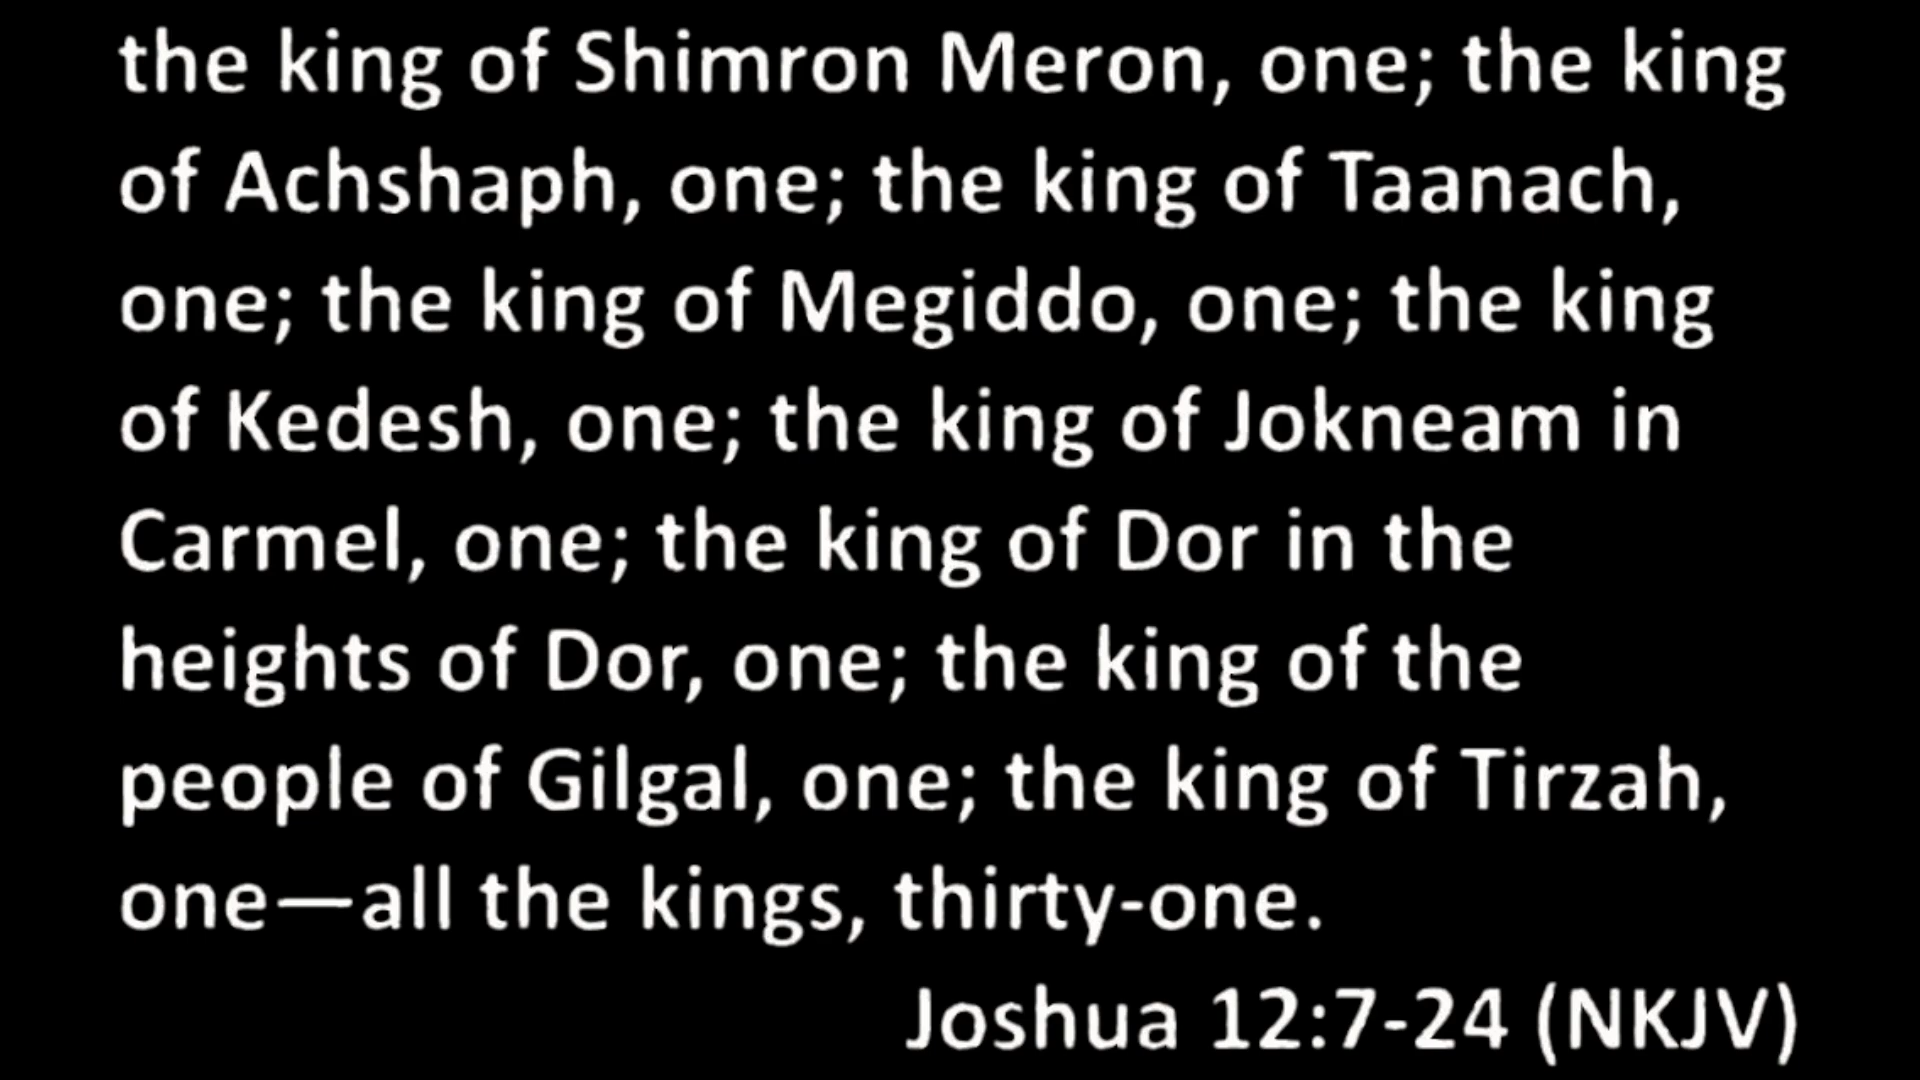 the king of Shimron Meron, one; the king
of Achshaph, one; the king of Taanach,
one; the king of Megiddo, one; the king
of Kedesh, one; the king of Jokneam in
Carmel, one; the king of Dor in the
heights of Dor, one; the king of the
people of Gilgal, one; the king of Tirzah,
one—all the kings, thirty-one.
Joshua 12:7-24 (NKJV)